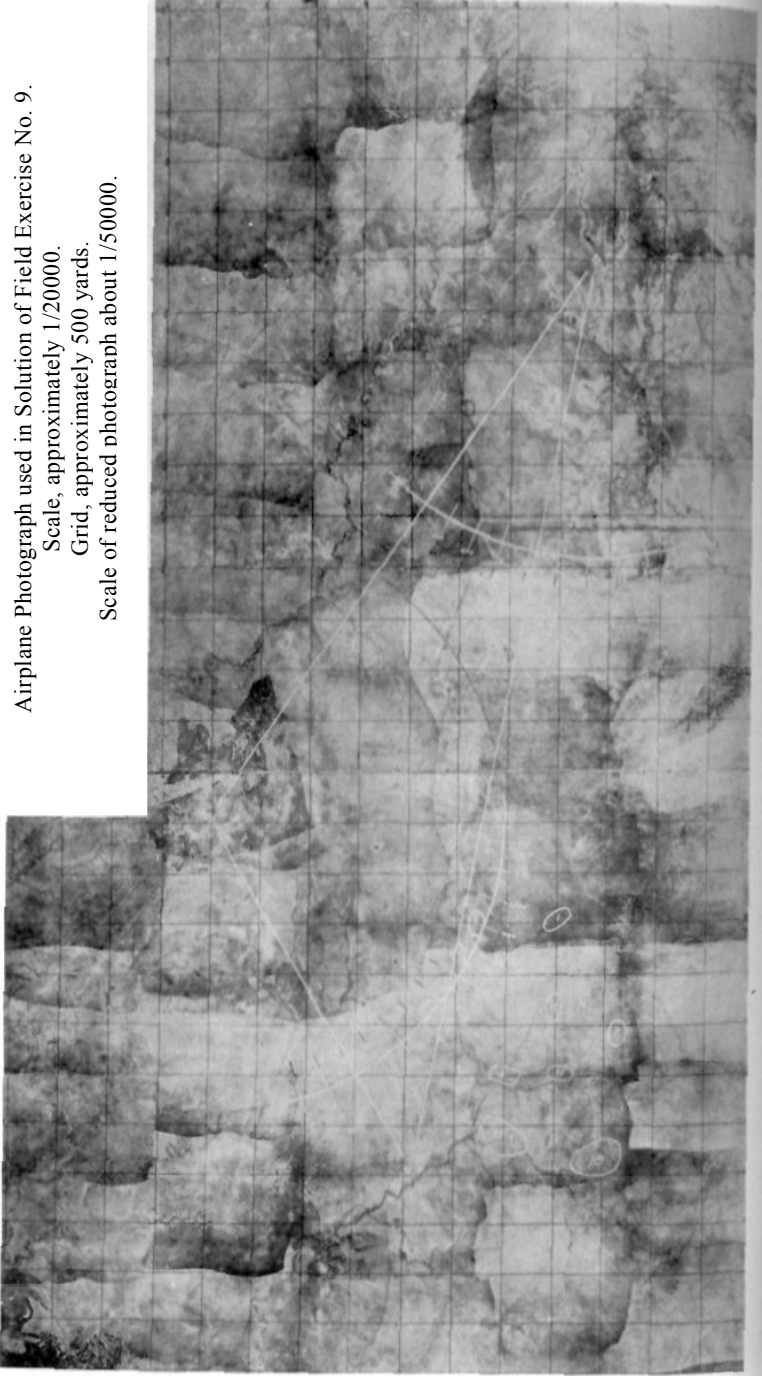 Airplane Photograph used in Solution of Field Exercise No. 9.
Scale, approximately 1/20000.
Grid, approximately 500 yards.
Scale of reduced photograph about 1/50000.